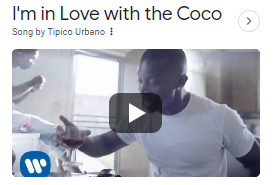 I'm in Love with the Coco
Song by Tipico Urbano